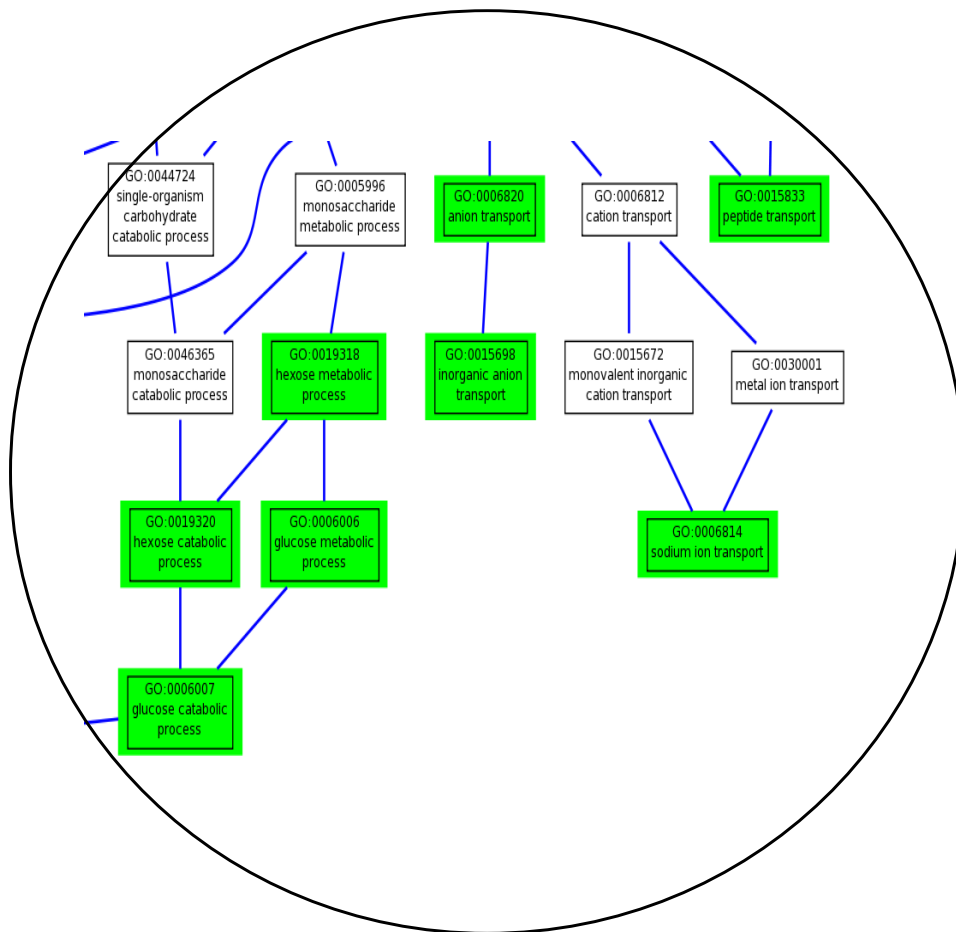 GO:0044724
single-organism
carbohydrate
catabolic process
GO:0005996
monosaccharide
metabolic process
GO:0006820
anion transport
GO:0006812
cation transport
GO:0015833
peptide transport
GO:0046365
monosaccharide
catabolic process
GO:0019318
hexose metabolic
process
GO:0015698
inorganic anion
transport
GO:0015672
monovalent inorganic
cation transport
GO:0030001
metal ion transport
GO:0019320
hexose catabolic
process
GO:0006006
glucose metabolic
process
GO:0006814
sodium ion transport
GO:0006007
glucose catabolic
process